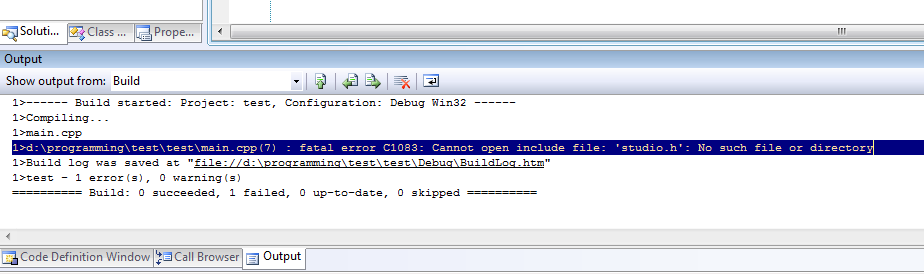 Soluti...
Class ...
Prope...
Output
Show output from: Build
1>------ Build started: Project: test, Configuration: Debug Win32 ------
1>Compiling...
1>main.cpp
1>d:\programming\test\test\main.cpp(7) : fatal error C1083: Cannot open include file: 'studio.h': No such file or directory
1>Build log was saved at "file://d:\programming\test\test\Debug\BuildLog.htm"
1>test - 1 error(s), 0 warning(s)
========== Build: 0 succeeded, 1 failed, 0 up-to-date, 0 skipped ==========
Code Definition Window
Call Browser
Output